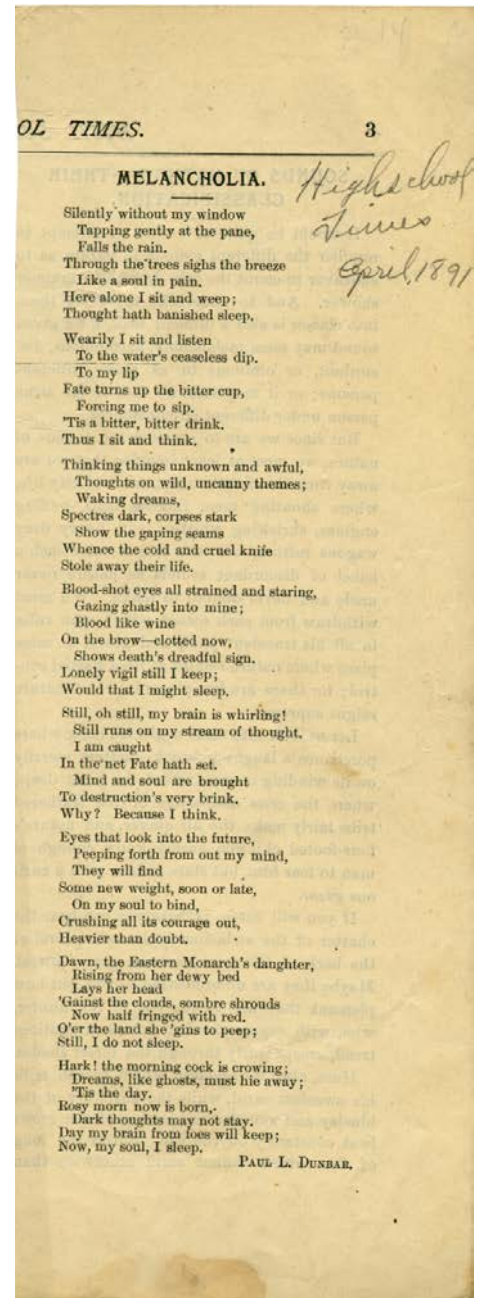 OL TIMES. 3
MELANCHOLIA.
Highschool
Times
April, 1891
Silently without my window
Tapping gently at the pane,
Falls the rain.
Through the trees sighs the breeze
Like a soul in pain.
Here alone I sit and weep;
Thought hath banished sleep.
Wearily I sit and listen
To the water's ceaseless dip.
To my lip
Fate turns up the bitter cup,
Forcing me to sip.
'Tis a bitter, bitter drink.
Thus I sit and think.
Thinking things unknown and awful,
Thoughts on wild, uncanny themes;
Waking dreams,
Spectres dark, corpses stark
Show the gaping seams
Whence the cold and cruel knife
Stole away their life.
Blood-shot eyes all strained and staring,
Gazing ghastly into mine;
Blood like wine
On the brow—clotted now,
Shows death's dreadful sign.
Lonely vigil still I keep;
Would that I might sleep.
Still, oh still, my brain is whirling!
Still runs on my stream of thought.
I am caught
In the net Fate hath set.
Mind and soul are brought
To destruction's very brink.
Why? Because I think.
Eyes that look into the future,
Peeping forth from out my mind,
They will find
Some new weight, soon or late,
On my soul to bind,
Crushing all its courage out,
Heavier than doubt.
Dawn, the Eastern Monarch's daughter,
Rising from her dewy bed
Lays her head
'Gainst the clouds, sombre shrouds
Now half fringed with red.
O'er the land she 'gins to peep;
Still, I do not sleep.
Hark! the morning cock is crowing;
Dreams, like ghosts, must hie away;
'Tis the day.
Rosy morn now is born,
Dark thoughts may not stay.
Day my brain from foes will keep;
Now, my soul, I sleep.
PAUL L. DUNBAR.